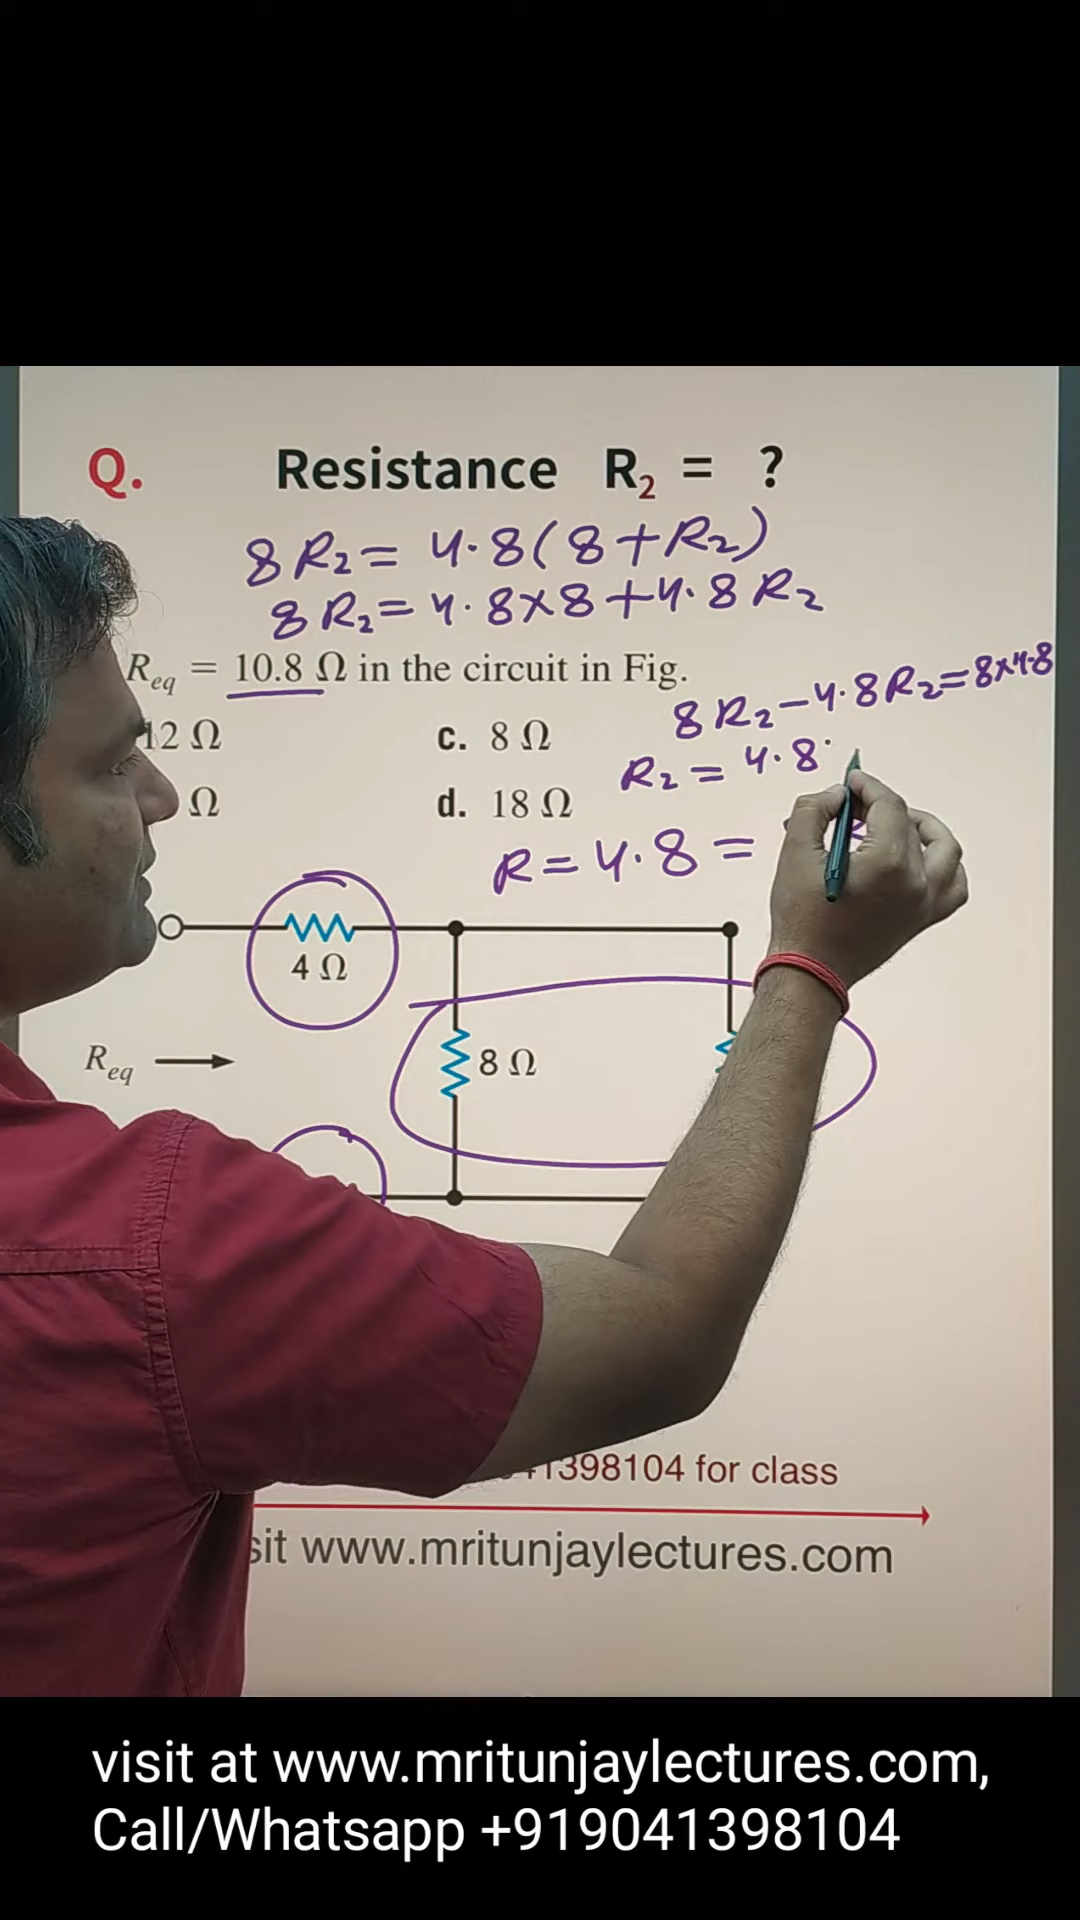 Q. Resistance R₂ = ?
8R₂ = 4.8(8+R₂)
8R₂ = 4.8×8+4.8R₂
Req = 10.8 Ω in the circuit in Fig.
8R₂-4.8R₂=8×4.8
12 Ω c. 8 Ω
R₂ = 4.8
Ω d. 18 Ω
R = 4.8 =
4 Ω
Req
8 Ω
1398104 for class
sit www.mritunjaylectures.com
visit at www.mritunjaylectures.com,
Call/Whatsapp +919041398104